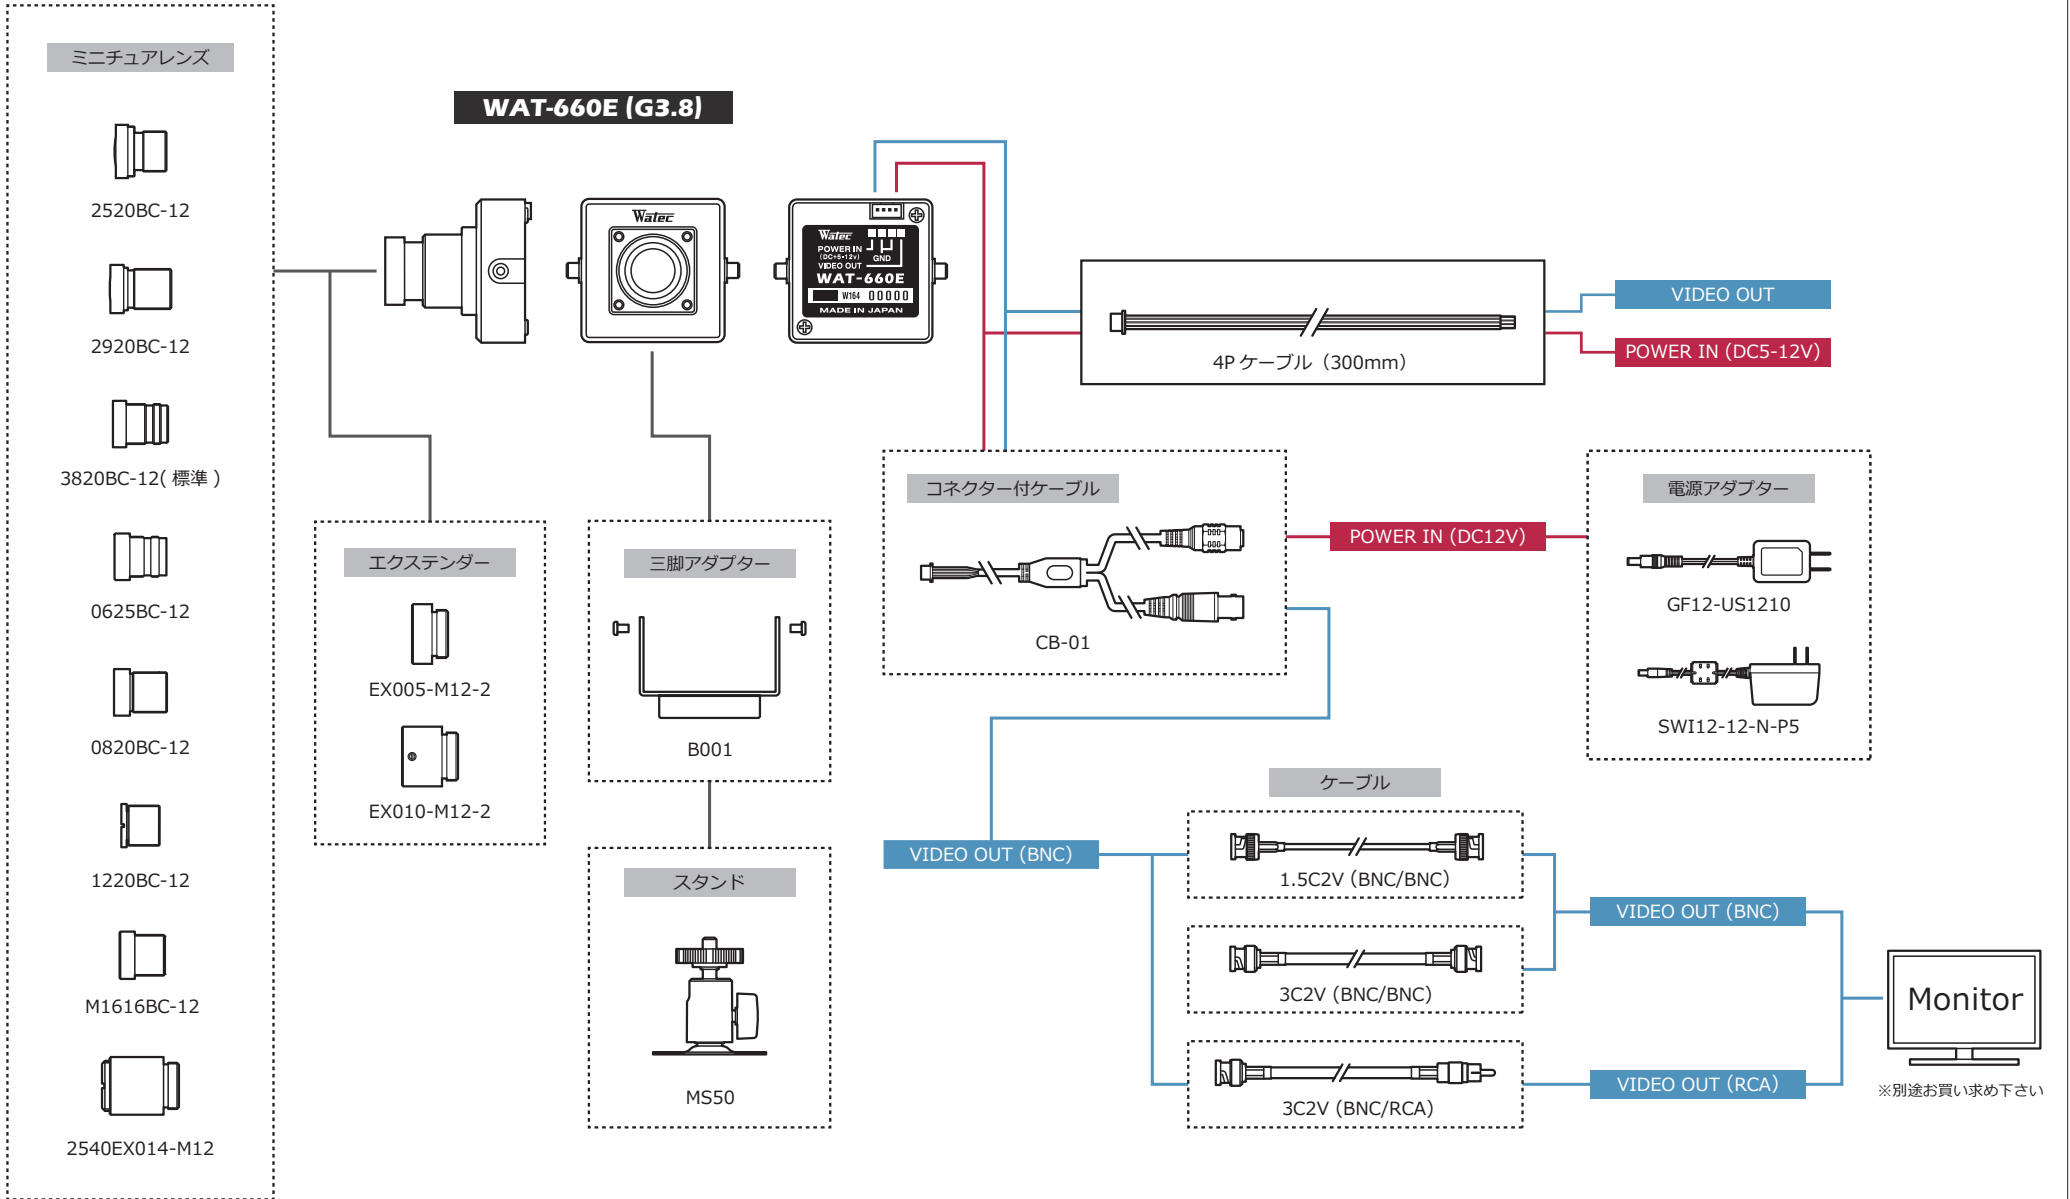 ミニチュアレンズ
2520BC-12
2920BC-12
3820BC-12( 標準 )
0625BC-12
0820BC-12
1220BC-12
M1616BC-12
2540EX014-M12
WAT-660E (G3.8)
Watec
Watec
POWER IN
(DC+5-12v)
GND
VIDEO OUT
WAT-660E
W164 00000
MADE IN JAPAN
4P ケーブル（300mm）
VIDEO OUT
POWER IN (DC5-12V)
エクステンダー
EX005-M12-2
EX010-M12-2
三脚アダプター
B001
スタンド
MS50
コネクター付ケーブル
CB-01
POWER IN (DC12V)
電源アダプター
GF12-US1210
SWI12-12-N-P5
ケーブル
VIDEO OUT (BNC)
1.5C2V (BNC/BNC)
3C2V (BNC/BNC)
3C2V (BNC/RCA)
VIDEO OUT (BNC)
VIDEO OUT (RCA)
Monitor
※別途お買い求め下さい